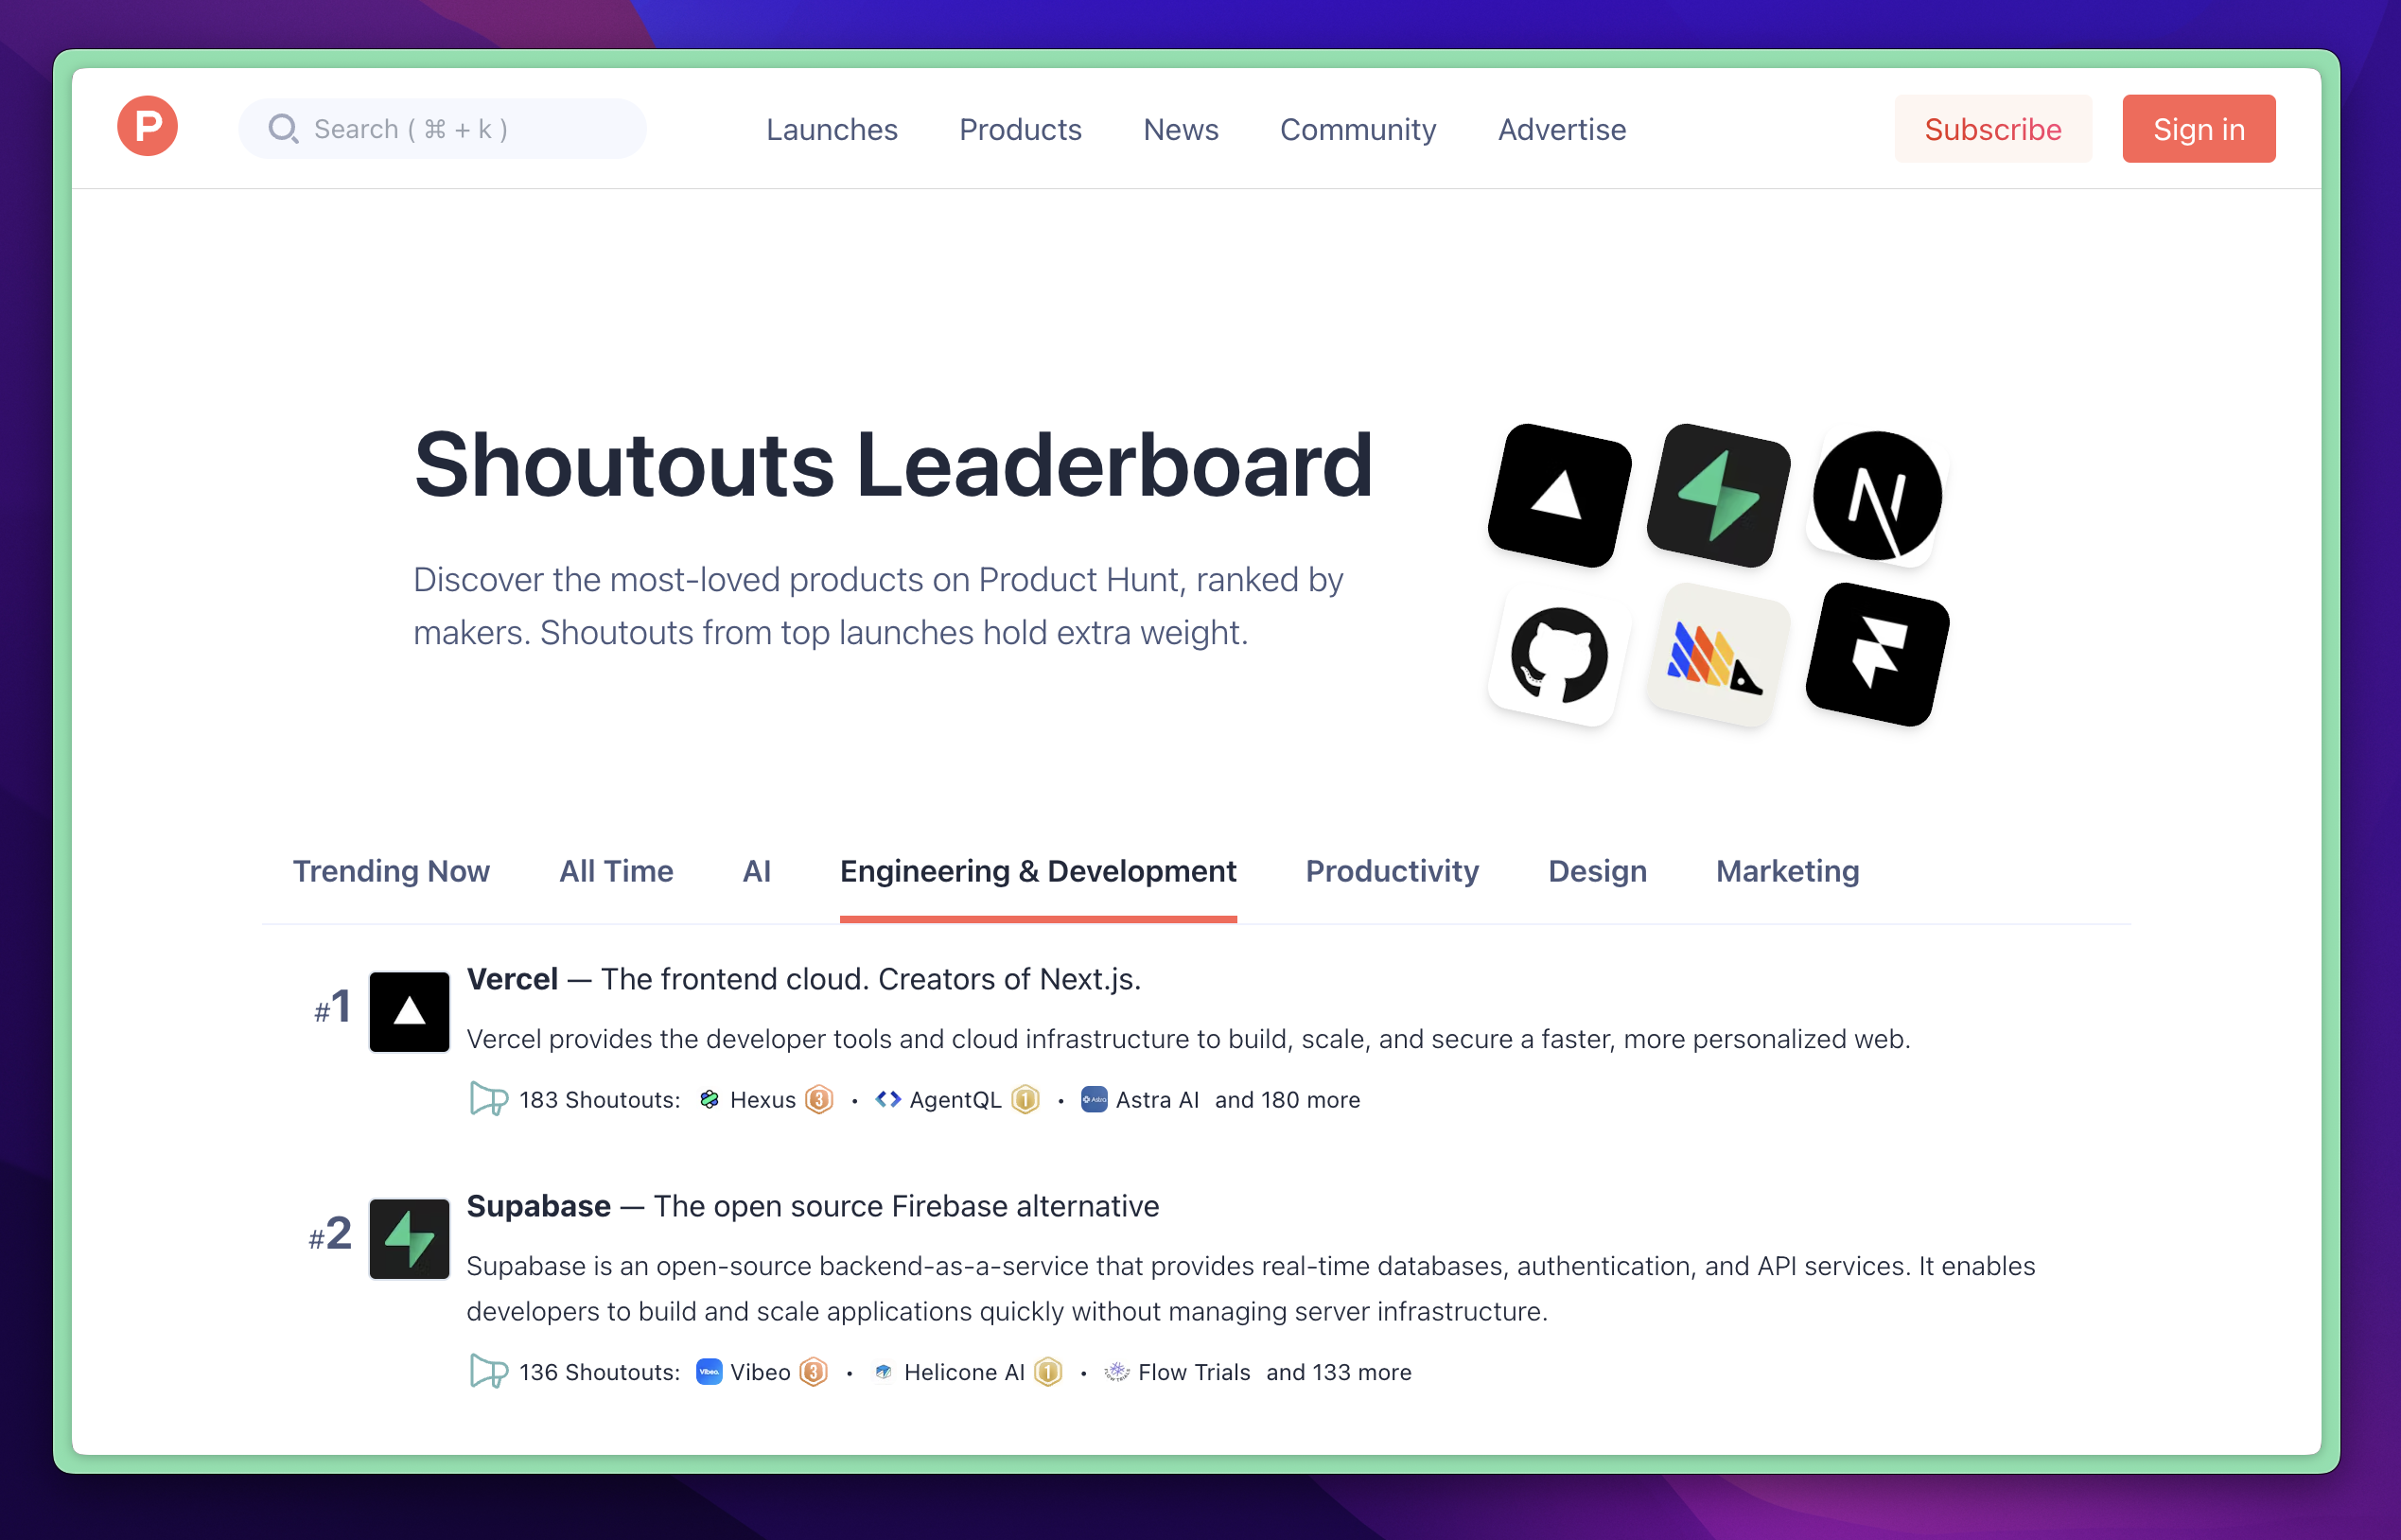 P
Search ( ⌘ + k )
Launches
Products
News
Community
Advertise
Subscribe
Sign in
Shoutouts Leaderboard
Discover the most-loved products on Product Hunt, ranked by
makers. Shoutouts from top launches hold extra weight.
Trending Now
All Time
AI
Engineering & Development
Productivity
Design
Marketing
#1
Vercel — The frontend cloud. Creators of Next.js.
Vercel provides the developer tools and cloud infrastructure to build, scale, and secure a faster, more personalized web.
183 Shoutouts: Hexus 3 • AgentQL 1 • Astra Astra AI and 180 more
#2
Supabase — The open source Firebase alternative
Supabase is an open-source backend-as-a-service that provides real-time databases, authentication, and API services. It enables
developers to build and scale applications quickly without managing server infrastructure.
136 Shoutouts: Vibeo Vibeo 3 • Helicone AI 1 • Flow Trials and 133 more